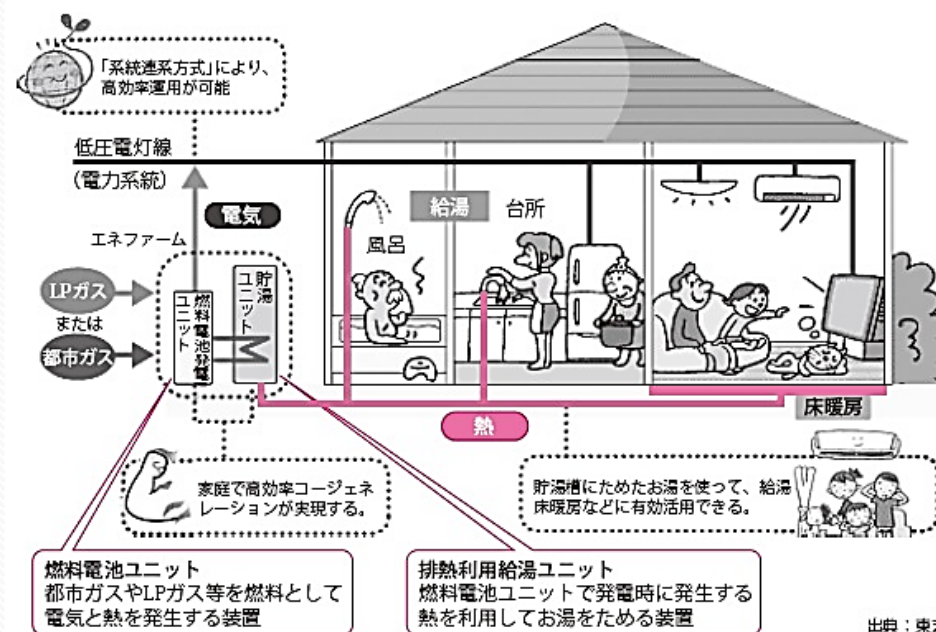 「系統連系方式」により、
高効率運用が可能
低圧電灯線
(電力系統)
電気
エネファーム
LPガス
または
都市ガス
燃料電池発電
ユニット
貯湯
ユニット
給湯
台所
風呂
熱
床暖房
家庭で高効率コージェネ
レーションが実現する。
貯湯槽にためたお湯を使って、給湯
床暖房などに有効活用できる。
燃料電池ユニット
都市ガスやLPガス等を燃料として
電気と熱を発生する装置
排熱利用給湯ユニット
燃料電池ユニットで発電時に発生する
熱を利用してお湯をためる装置
出典：東